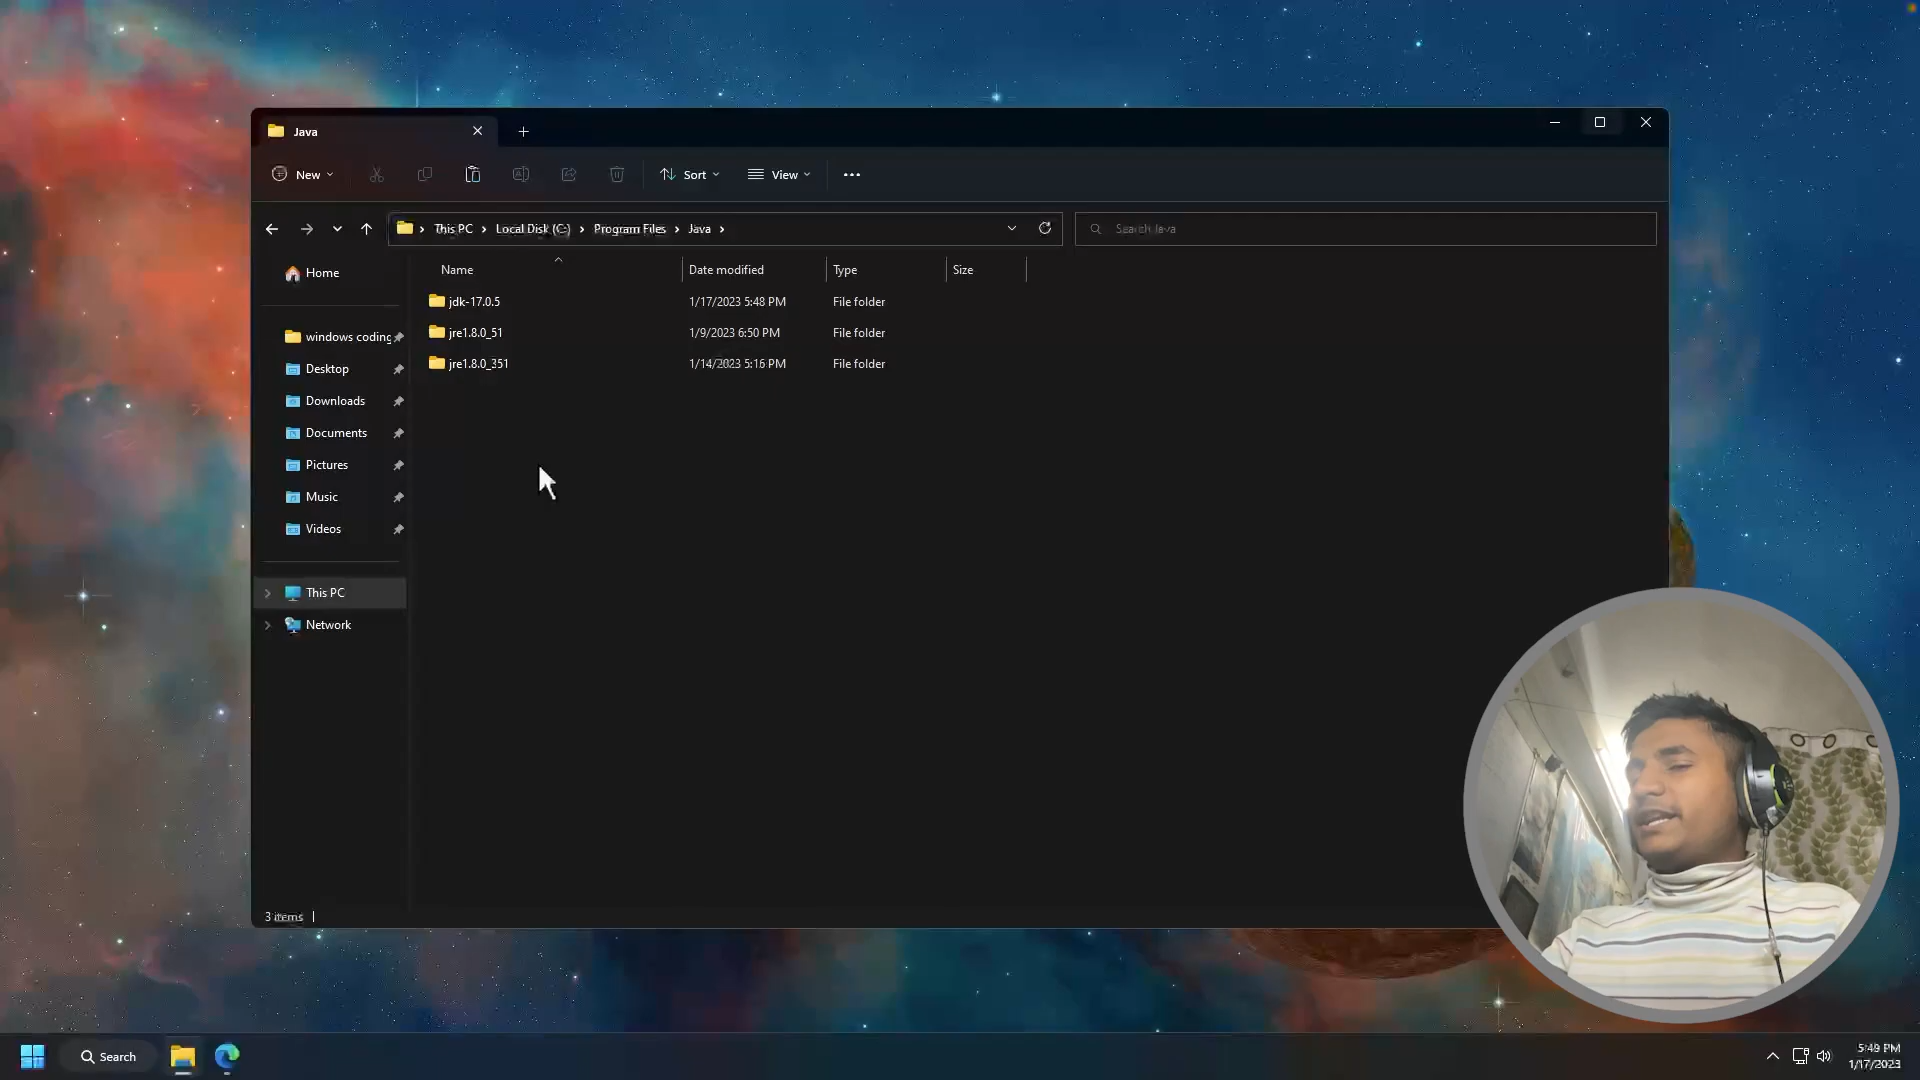 Java
New
Sort
View
This PC
Local Disk (C:)
Program Files
Java
Search Java
Name
Date modified
Type
Size
jdk-17.0.5
1/17/2023 5:48 PM
File folder
jre1.8.0_51
1/9/2023 6:50 PM
File folder
jre1.8.0_351
1/14/2023 5:16 PM
File folder
Home
windows coding
Desktop
Downloads
Documents
Pictures
Music
Videos
This PC
Network
3 items
Search
5:49 PM
1/17/2023